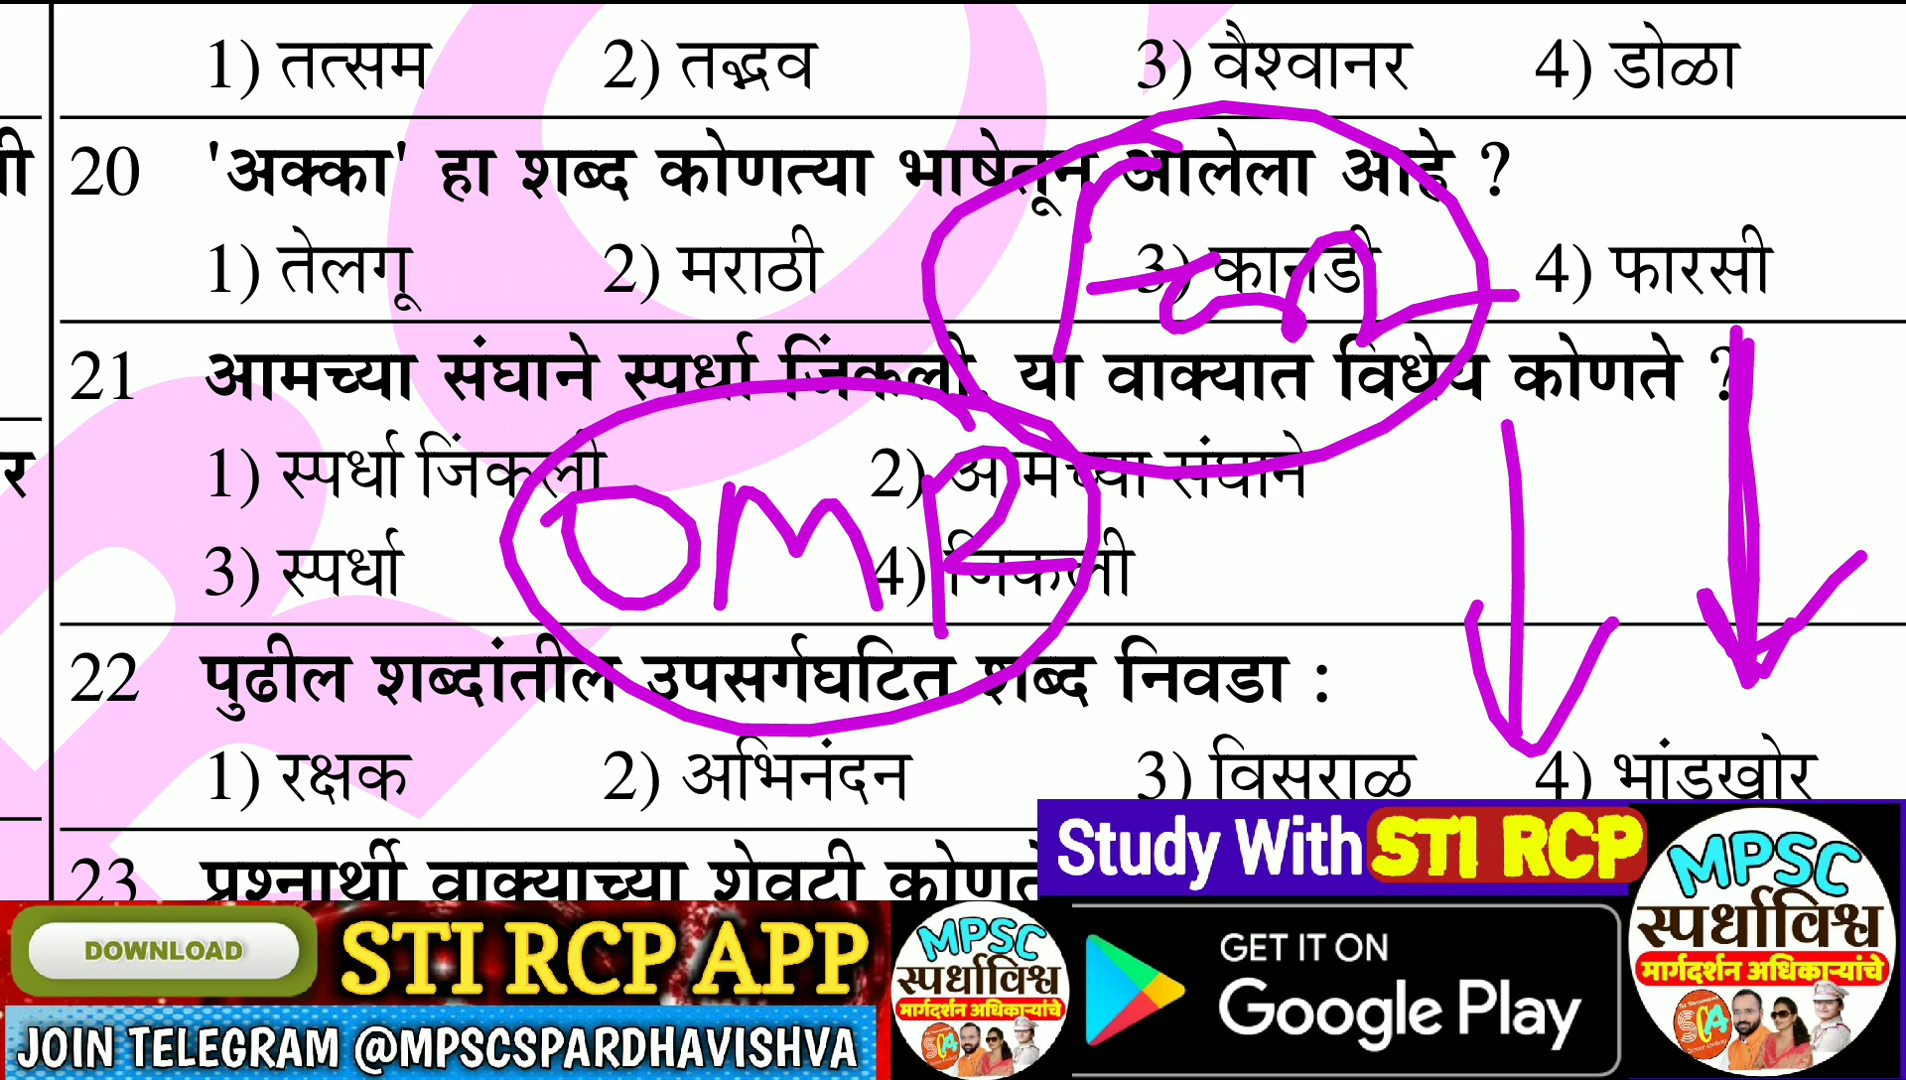 1) तत्सम 2) तद्भव 3) वैश्वानर 4) डोळा
20 'अक्का' हा शब्द कोणत्या भाषेतून आलेला आहे ?
1) तेलगू 2) मराठी 3) कानडी 4) फारसी
21 आमच्या संघाने स्पर्धा जिंकली. या वाक्यात विधेय कोणते ?
1) स्पर्धा जिंकली 2) आमच्या संघाने
OMR
3) स्पर्धा 4) जिंकली
र
22 पुढील शब्दांतील उपसर्गघटित शब्द निवडा :
1) रक्षक 2) अभिनंदन 3) विसराळ 4) भांडखोर
23 प्रश्नार्थी वाक्याच्या शेवटी
Study With STI RCP
DOWNLOAD
STI RCP APP
JOIN TELEGRAM @MPSCSPARDHAVISHVA
MPSC
स्पर्धाविश्व
मार्गदर्शन अधिकाऱ्यांचे
GET IT ON
Google Play
MPSC
स्पर्धाविश्व
मार्गदर्शन अधिकाऱ्यांचे